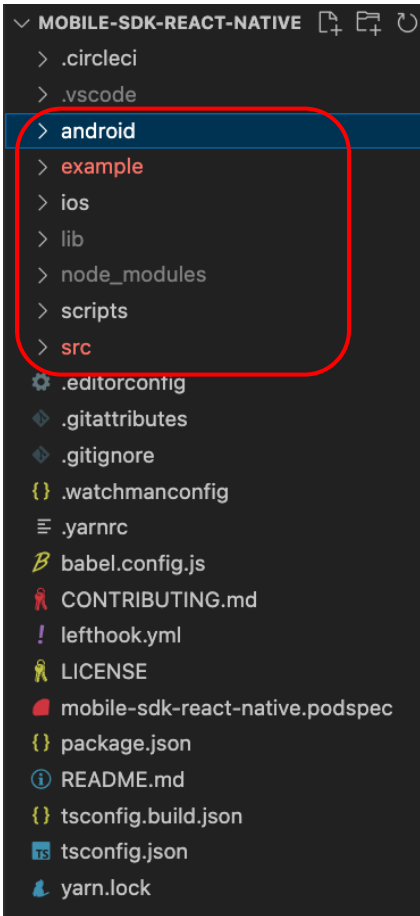 MOBILE-SDK-REACT-NATIVE
.circleci
.vscode
android
example
ios
lib
node_modules
scripts
src
.editorconfig
.gitattributes
.gitignore
{} .watchmanconfig
.yarnrc
B babel.config.js
CONTRIBUTING.md
! lefthook.yml
LICENSE
mobile-sdk-react-native.podspec
{} package.json
README.md
{} tsconfig.build.json
TS tsconfig.json
yarn.lock